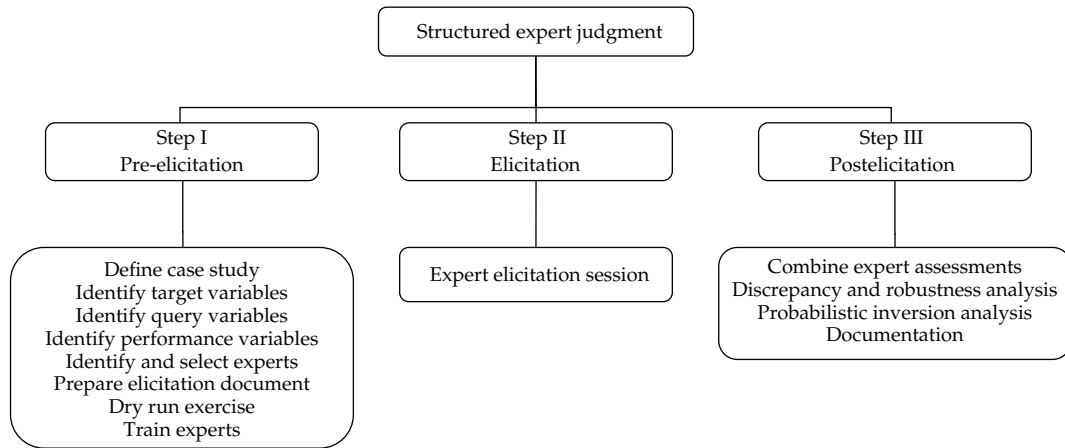 Structured expert judgment
Step I
Pre-elicitation
Step II
Elicitation
Step III
Postelicitation
Define case study
Identify target variables
Identify query variables
Identify performance variables
Identify and select experts
Prepare elicitation document
Dry run exercise
Train experts
Expert elicitation session
Combine expert assessments
Discrepancy and robustness analysis
Probabilistic inversion analysis
Documentation